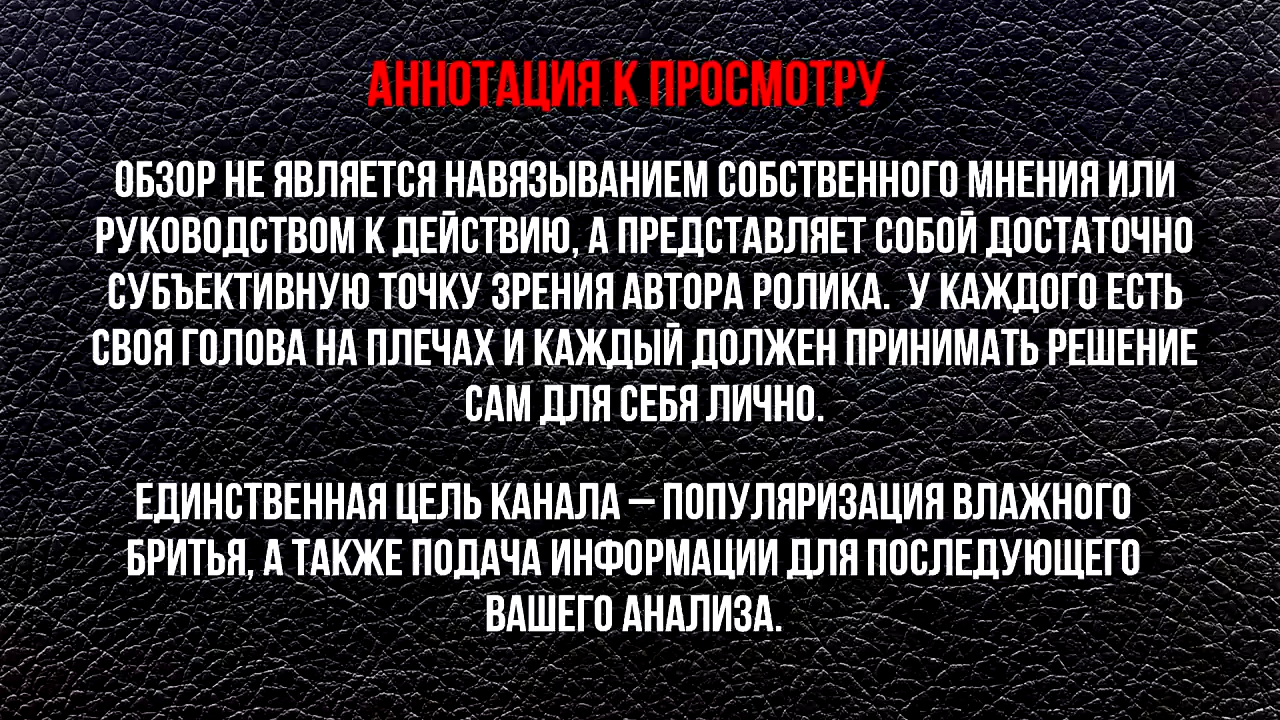 АННОТАЦИЯ К ПРОСМОТРУ
ОБЗОР НЕ ЯВЛЯЕТСЯ НАВЯЗЫВАНИЕМ СОБСТВЕННОГО МНЕНИЯ ИЛИ
РУКОВОДСТВОМ К ДЕЙСТВИЮ, А ПРЕДСТАВЛЯЕТ СОБОЙ ДОСТАТОЧНО
СУБЪЕКТИВНУЮ ТОЧКУ ЗРЕНИЯ АВТОРА РОЛИКА. У КАЖДОГО ЕСТЬ
СВОЯ ГОЛОВА НА ПЛЕЧАХ И КАЖДЫЙ ДОЛЖЕН ПРИНИМАТЬ РЕШЕНИЕ
САМ ДЛЯ СЕБЯ ЛИЧНО.
ЕДИНСТВЕННАЯ ЦЕЛЬ КАНАЛА – ПОПУЛЯРИЗАЦИЯ ВЛАЖНОГО
БРИТЬЯ, А ТАКЖЕ ПОДАЧА ИНФОРМАЦИИ ДЛЯ ПОСЛЕДУЮЩЕГО
ВАШЕГО АНАЛИЗА.